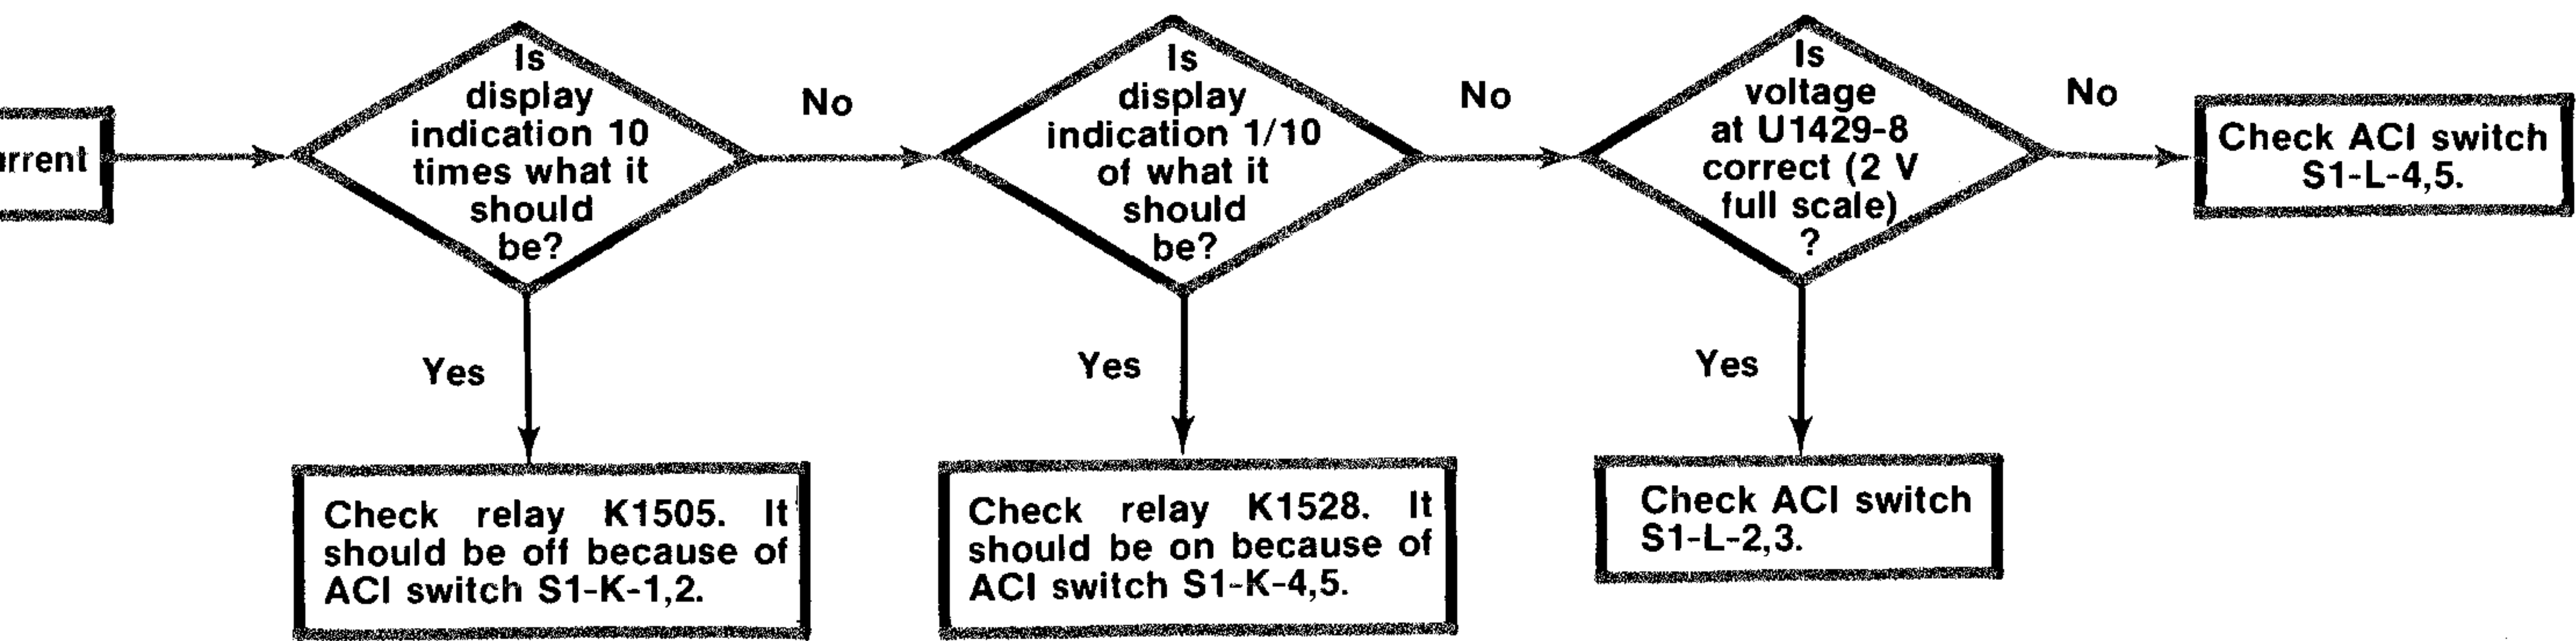 Is
display
indication 10
times what it
should
be?
No
Is
display
indication 1/10
of what it
should
be?
No
Is
voltage
at U1429-8
correct (2 V
full scale)
?
No
Check ACI switch
S1-L-4,5.
Yes
Check relay K1505. It
should be off because of
ACI switch S1-K-1,2.
Yes
Check relay K1528. It
should be on because of
ACI switch S1-K-4,5.
Yes
Check ACI switch
S1-L-2,3.